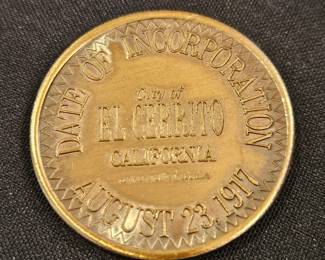 DATE OF INCORPORATION
City of
EL CERRITO
CALIFORNIA
AUGUST 23, 1917